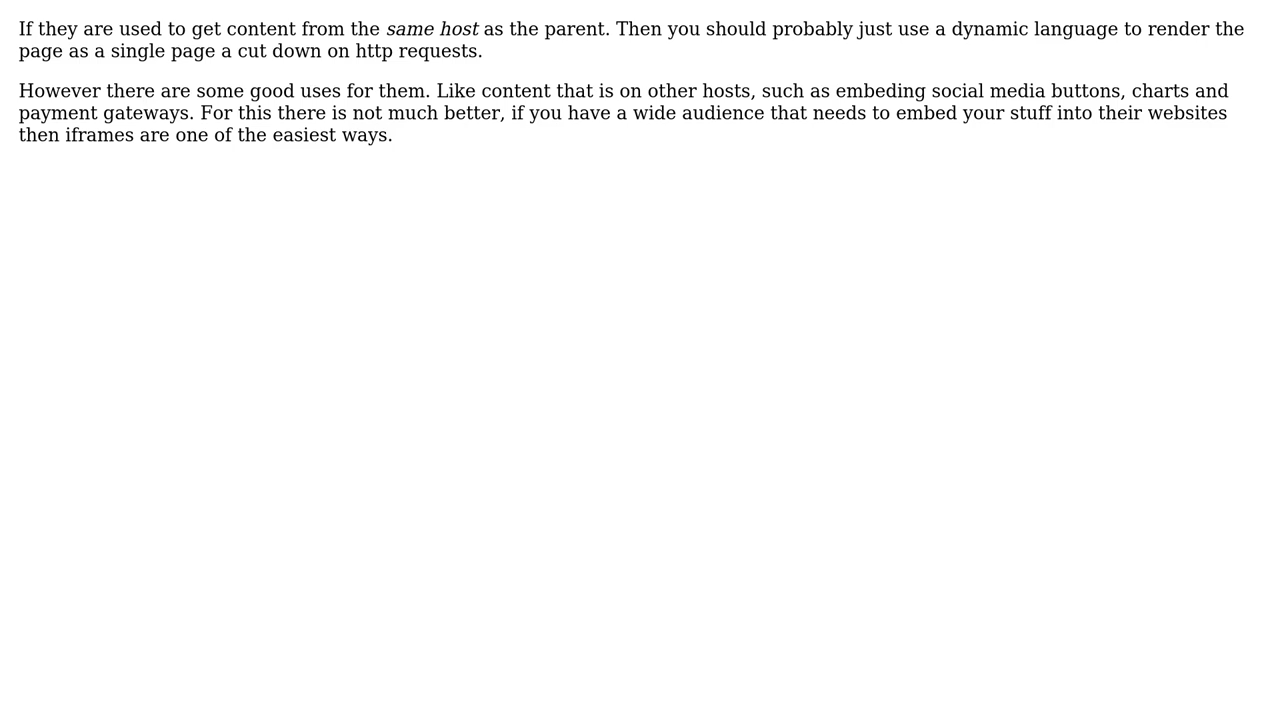 If they are used to get content from the same host as the parent. Then you should probably just use a dynamic language to render the
page as a single page a cut down on http requests.
However there are some good uses for them. Like content that is on other hosts, such as embeding social media buttons, charts and
payment gateways. For this there is not much better, if you have a wide audience that needs to embed your stuff into their websites
then iframes are one of the easiest ways.